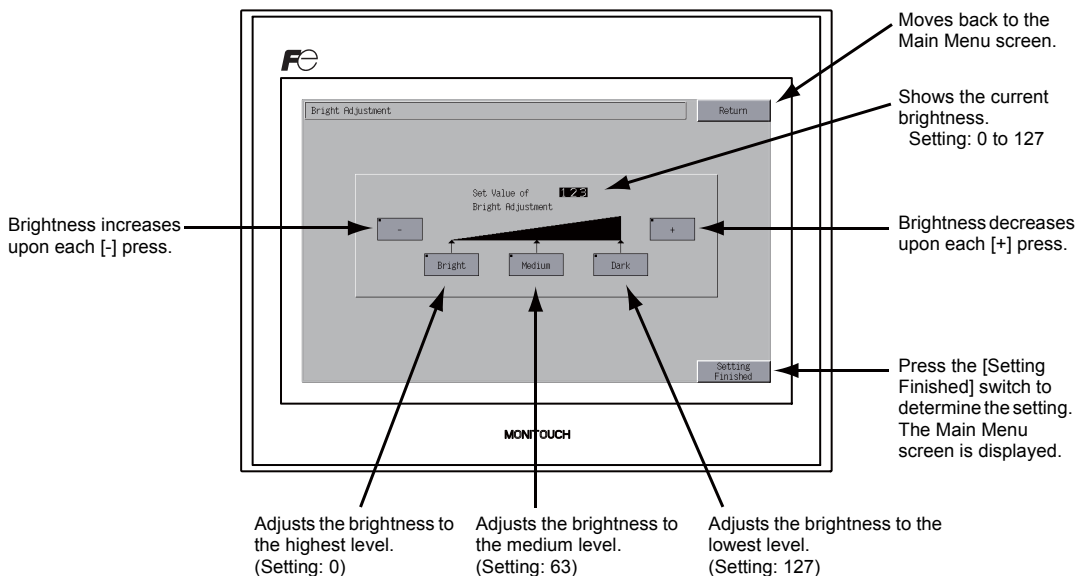 Moves back to the
Main Menu screen.
Fe
Bright Adjustment
Return
Shows the current
brightness.
Setting: 0 to 127
Set Value of 123
Bright Adjustment
Brightness increases
upon each [-] press.
-
+
Brightness decreases
upon each [+] press.
Bright
Medium
Dark
Setting
Finished
Press the [Setting
Finished] switch to
determine the setting.
The Main Menu
screen is displayed.
MONITOUCH
Adjusts the brightness to
the highest level.
(Setting: 0)
Adjusts the brightness to
the medium level.
(Setting: 63)
Adjusts the brightness to the
lowest level.
(Setting: 127)